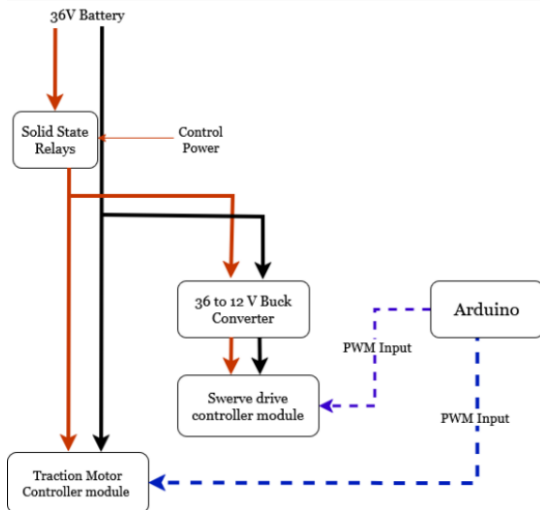 36V Battery
Solid State
Relays
Control
Power
36 to 12 V Buck
Converter
Arduino
PWM Input
Swerve drive
controller module
PWM Input
Traction Motor
Controller module